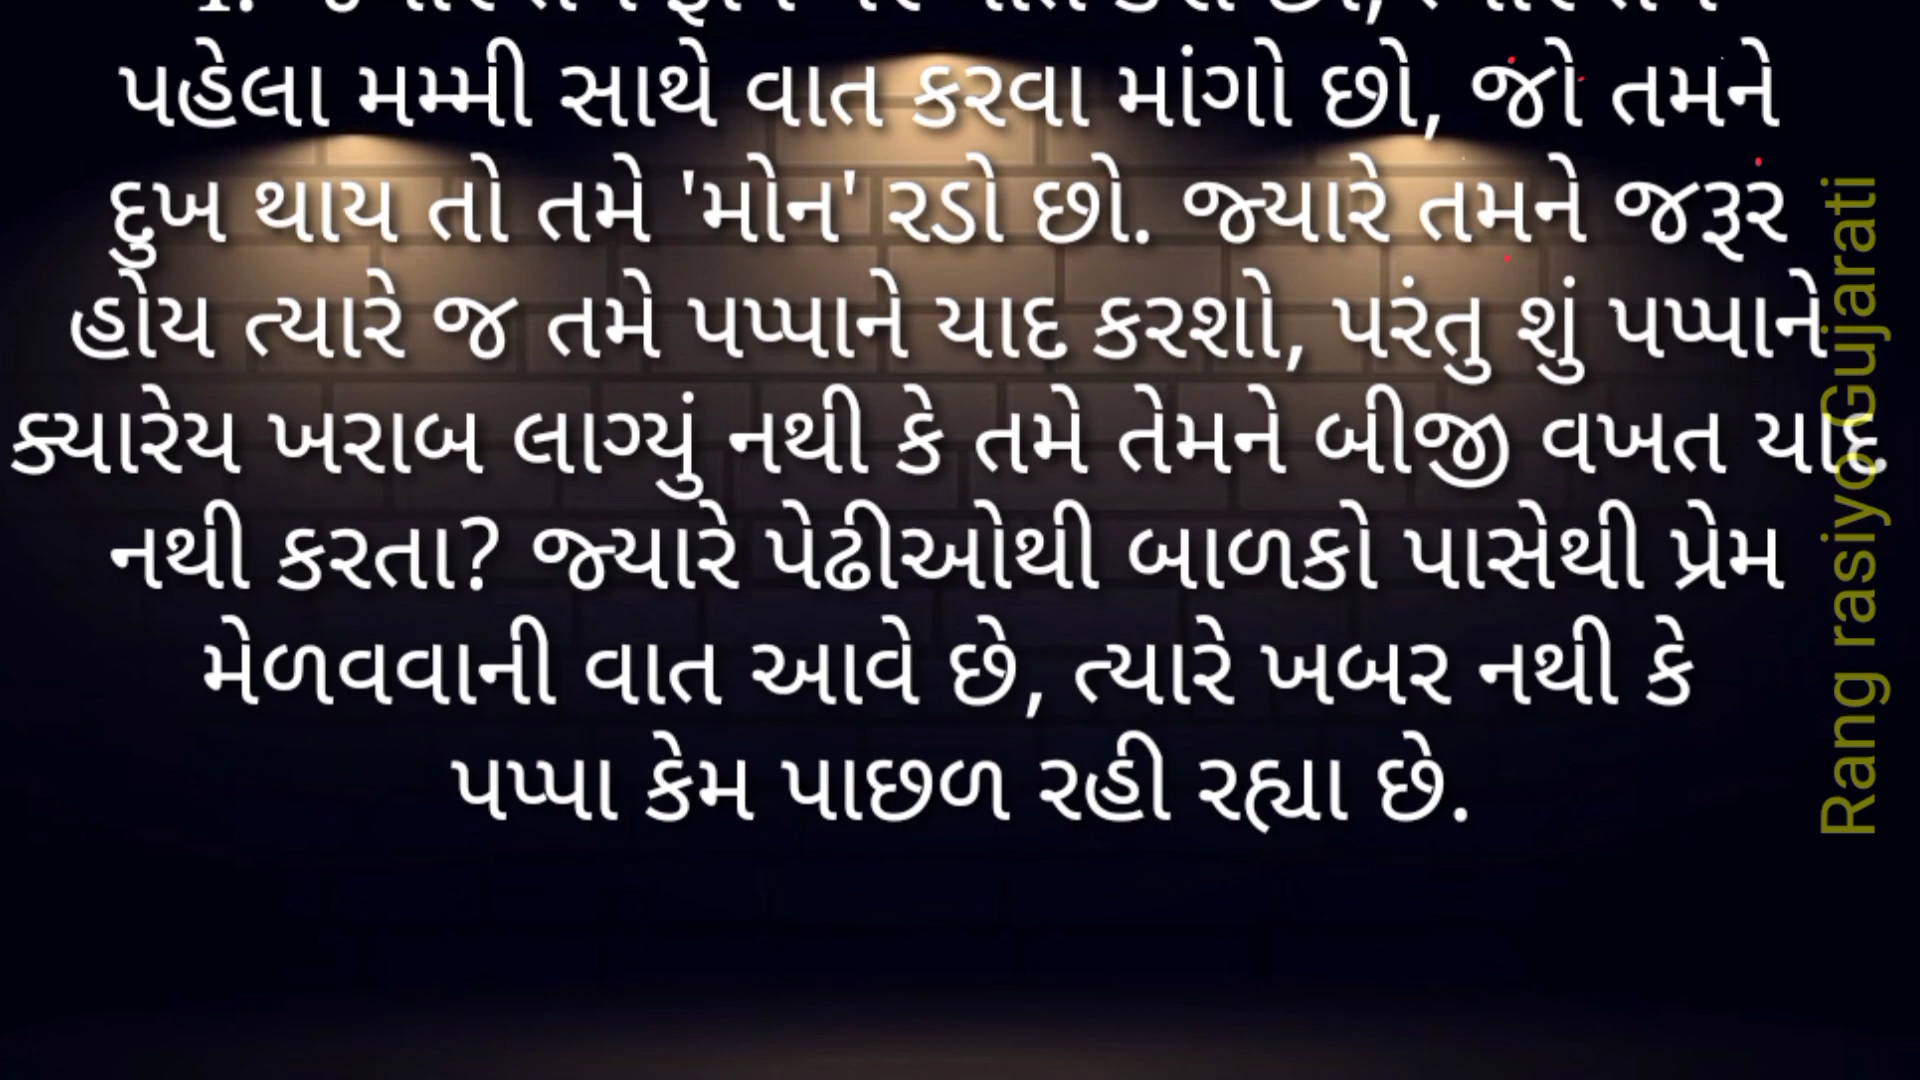 પહેલા મમ્મી સાથે વાત કરવા માંગો છો, જો તમને
દુખ થાય તો તમે 'મોન' રડો છો. જ્યારે તમને જરૂર
હોય ત્યારે જ તમે પપ્પાને યાદ કરશો, પરંતુ શું પપ્પાને
ક્યારેય ખરાબ લાગ્યું નથી કે તમે તેમને બીજી વખત યાદ
નથી કરતા? જ્યારે પેઢીઓથી બાળકો પાસેથી પ્રેમ
મેળવવાની વાત આવે છે, ત્યારે ખબર નથી કે
પપ્પા કેમ પાછળ રહી રહ્યા છે.
Rang rasiyo Gujarati